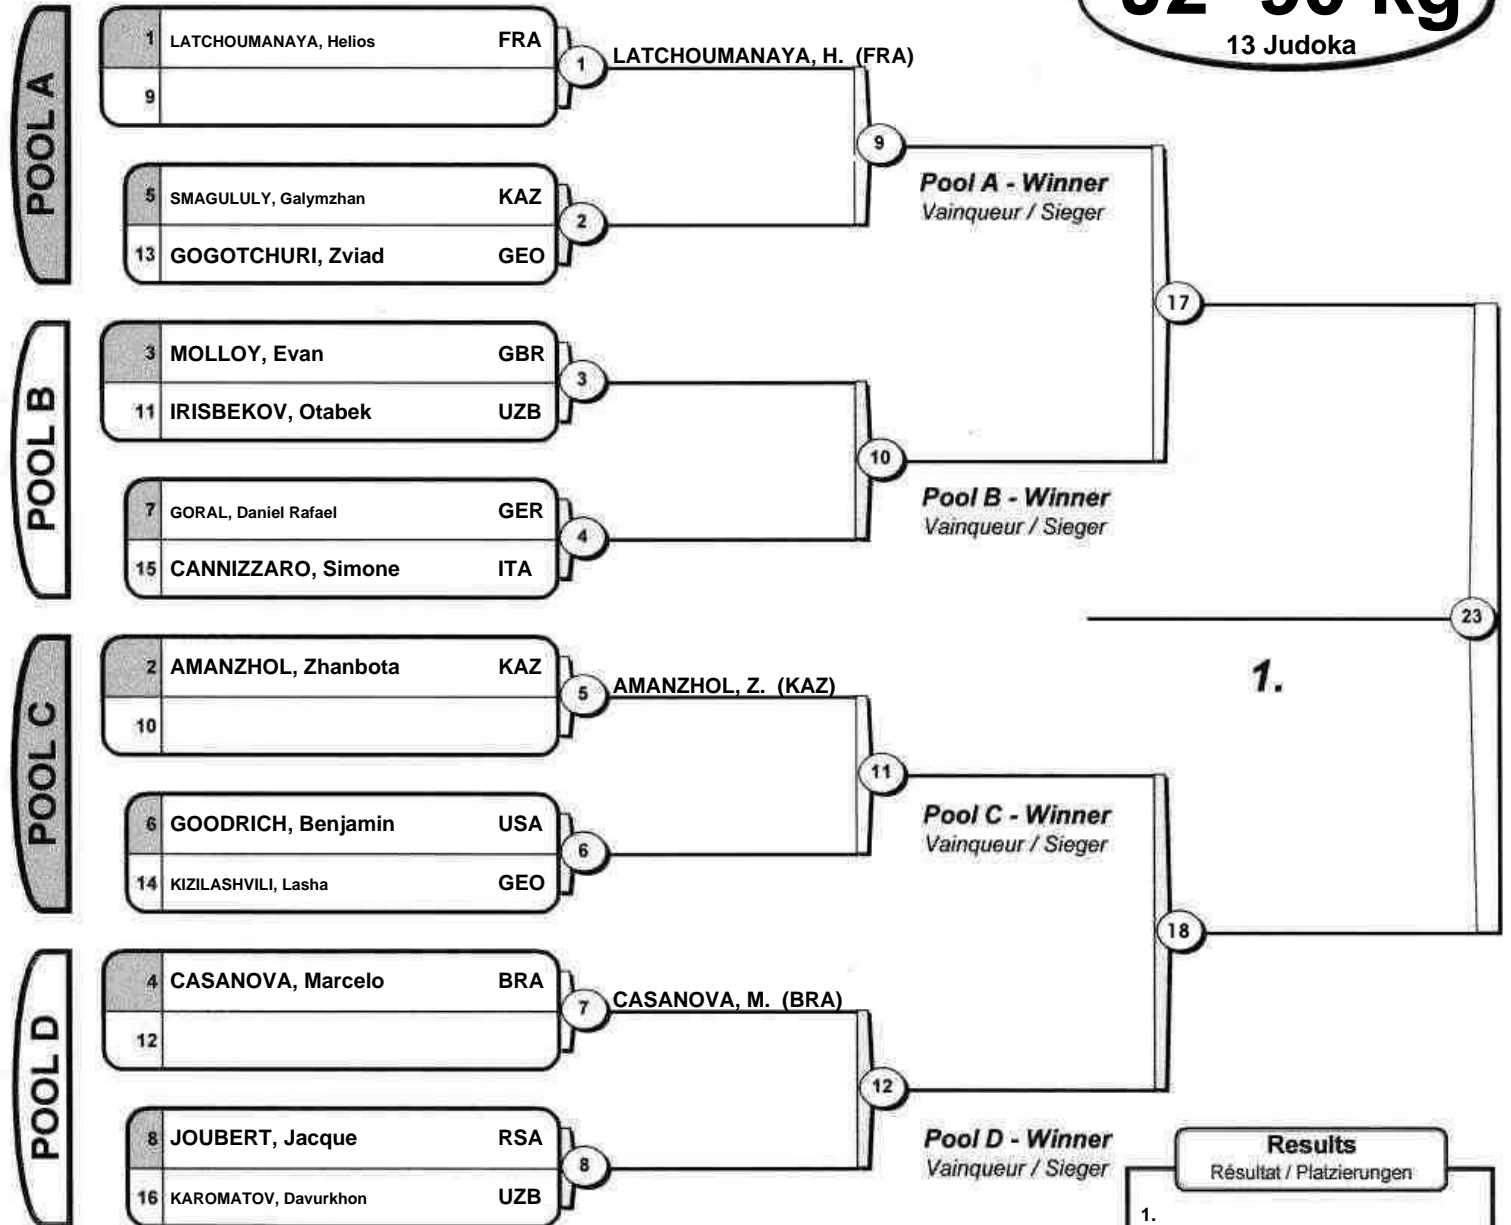 J2 -90 kg
13 Judoka
POOL A
1 LATCHOUMANAYA, Helios FRA
9
1
LATCHOUMANAYA, H. (FRA)
5 SMAGULULY, Galymzhan KAZ
13 GOGOTCHURI, Zviad GEO
2
9
Pool A - Winner
Vainqueur / Sieger
17
POOL B
3 MOLLOY, Evan GBR
11 IRISBEKOV, Otabek UZB
3
7 GORAL, Daniel Rafael GER
15 CANNIZZARO, Simone ITA
4
10
Pool B - Winner
Vainqueur / Sieger
23
1.
POOL C
2 AMANZHOL, Zhanbota KAZ
10
5
AMANZHOL, Z. (KAZ)
6 GOODRICH, Benjamin USA
14 KIZILASHVILI, Lasha GEO
6
11
Pool C - Winner
Vainqueur / Sieger
18
POOL D
4 CASANOVA, Marcelo BRA
12
7
CASANOVA, M. (BRA)
8 JOUBERT, Jacque RSA
16 KAROMATOV, Davurkhon UZB
8
12
Pool D - Winner
Vainqueur / Sieger
Results
Résultat / Platzierungen
1.